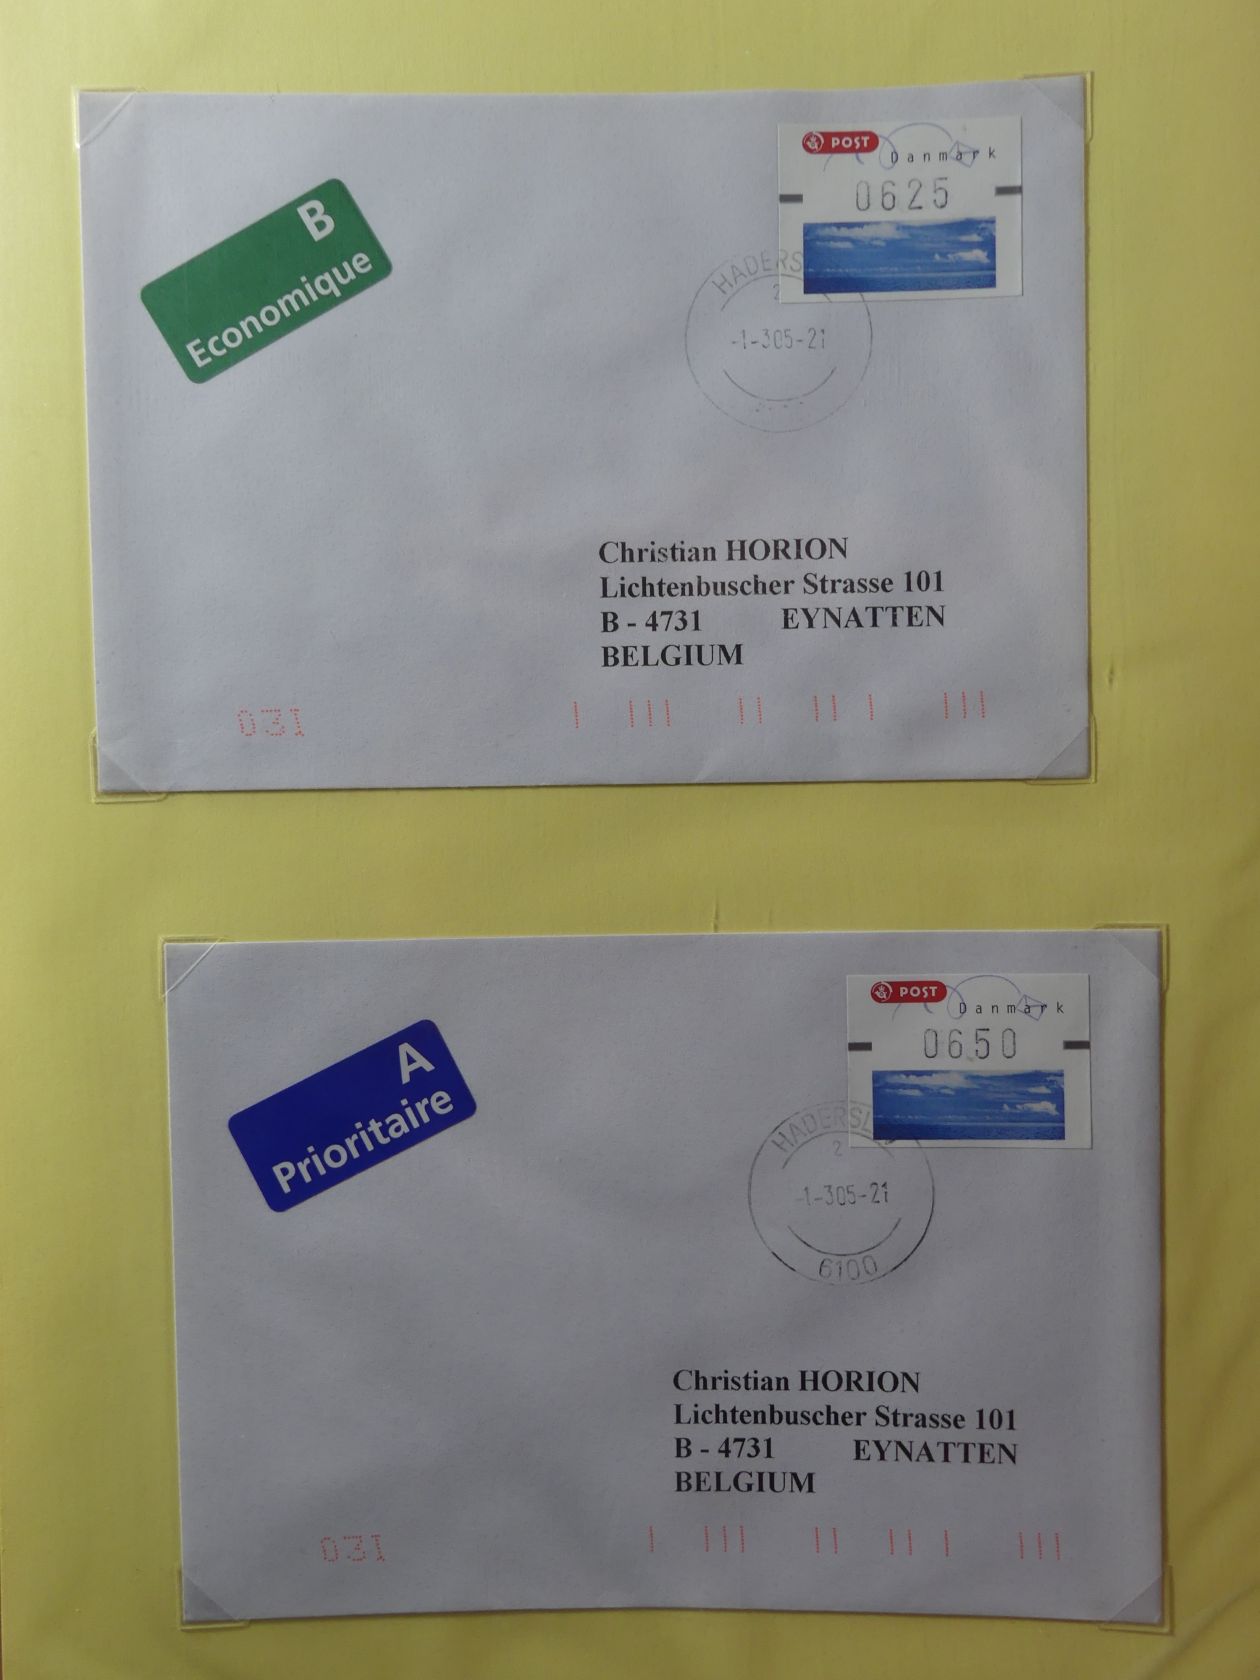 B
Economique
POST
Danmark
0625
HADERS
2
-1-305-21
Christian HORION
Lichtenbuscher Strasse 101
B - 4731 EYNATTEN
BELGIUM
031
A
Prioritaire
POST
Danmark
0650
HADERSL
2
-1-305-21
6100
Christian HORION
Lichtenbuscher Strasse 101
B - 4731 EYNATTEN
BELGIUM
031